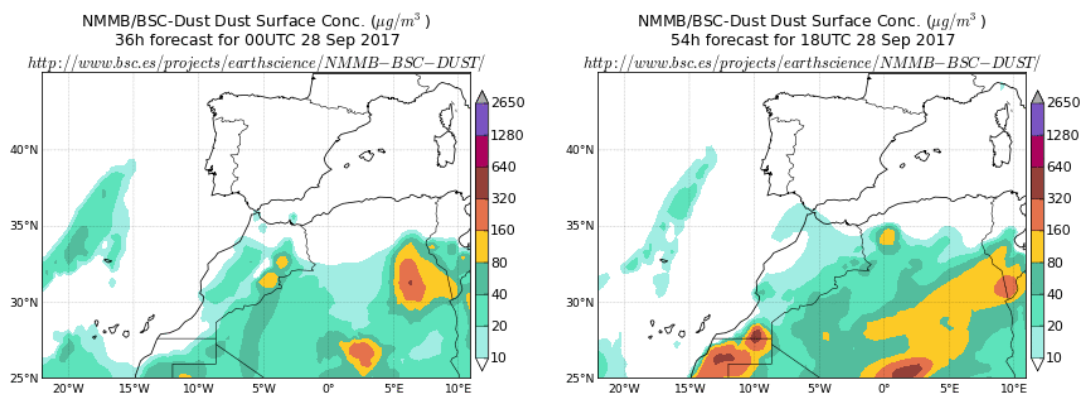 NMMB/BSC-Dust Dust Surface Conc. (μg/m³)
36h forecast for 00UTC 28 Sep 2017
http://www.bsc.es/projects/earthscience/NMMB−BSC−DUST/
40°N
35°N
30°N
25°N
20°W 15°W 10°W 5°W 0°E 5°E 10°E
2650
1280
640
320
160
80
40
20
10
NMMB/BSC-Dust Dust Surface Conc. (μg/m³)
54h forecast for 18UTC 28 Sep 2017
http://www.bsc.es/projects/earthscience/NMMB−BSC−DUST/
40°N
35°N
30°N
25°N
20°W 15°W 10°W 5°W 0°E 5°E 10°E
2650
1280
640
320
160
80
40
20
10